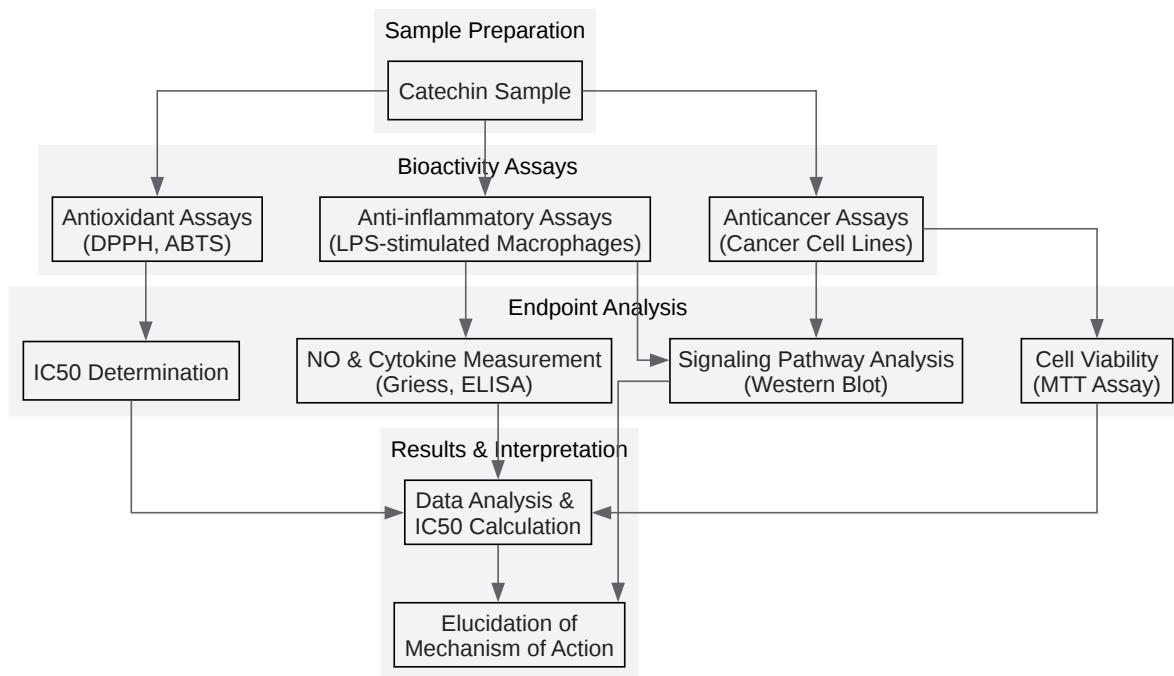 Sample Preparation
Catechin Sample
Bioactivity Assays
Antioxidant Assays
(DPPH, ABTS)
Anti-inflammatory Assays
(LPS-stimulated Macrophages)
Anticancer Assays
(Cancer Cell Lines)
Endpoint Analysis
IC50 Determination
NO & Cytokine Measurement
(Griess, ELISA)
Signaling Pathway Analysis
(Western Blot)
Cell Viability
(MTT Assay)
Results & Interpretation
Data Analysis &
IC50 Calculation
Elucidation of
Mechanism of Action